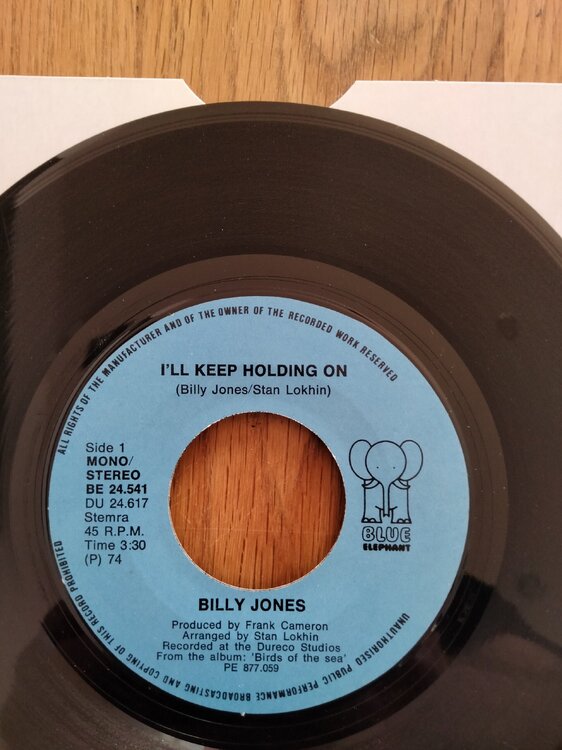 ALL RIGHTS OF THE MANUFACTURER AND OF THE OWNER OF THE RECORDED WORK RESERVED
I'LL KEEP HOLDING ON
(Billy Jones/Stan Lokhin)
Side 1
MONO/
STEREO
BE 24.541
DU 24.617
Stemra
45 R.P.M.
Time 3:30
(P) 74
BLUE
ELEPHANT
BILLY JONES
Produced by Frank Cameron
Arranged by Stan Lokhin
Recorded at the Dureco Studios
From the album: 'Birds of the sea'
PE 877.059
UNAUTHORISED PUBLIC PERFORMANCE BROADCASTING AND COPYING OF THIS RECORD PROHIBITED